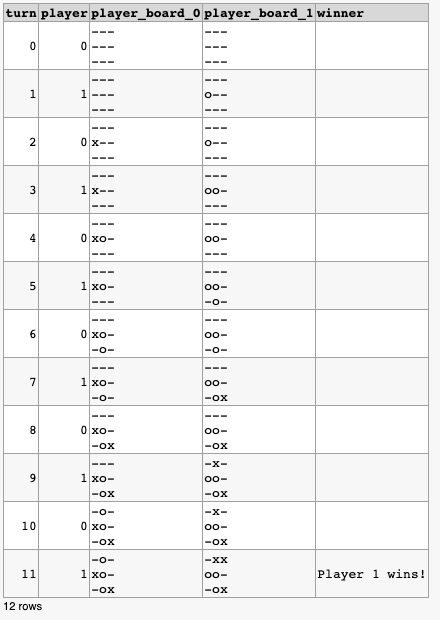 turn player player_board_0 player_board_1 winner
--- ---
0 0 --- ---
--- ---
--- ---
1 1 --- o--
--- ---
--- ---
2 0 x-- o--
--- ---
--- ---
3 1 x-- oo-
--- ---
--- ---
4 0 xo- oo-
--- ---
--- ---
5 1 xo- oo-
--- -o-
--- ---
6 0 xo- oo-
-o- -o-
--- ---
7 1 xo- oo-
-o- -ox
--- ---
8 0 xo- oo-
-ox -ox
--- -x-
9 1 xo- oo-
-ox -ox
-o- -x-
10 0 xo- oo-
-ox -ox
-o- -xx
11 1 xo- oo- Player 1 wins!
-ox -ox
12 rows